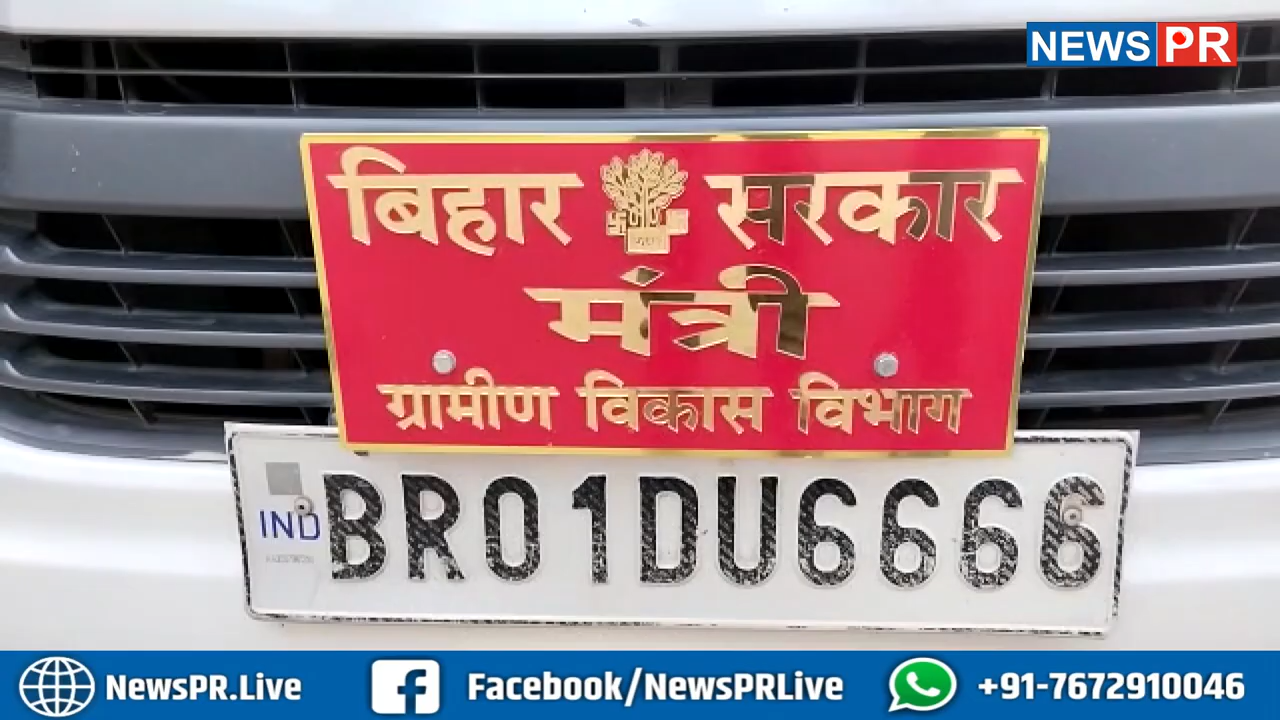 NEWS PR
बिहार सरकार
मंत्री
ग्रामीण विकास विभाग
IND
BR01DU6666
NewsPR.Live
Facebook/NewsPRLive
+91-7672910046